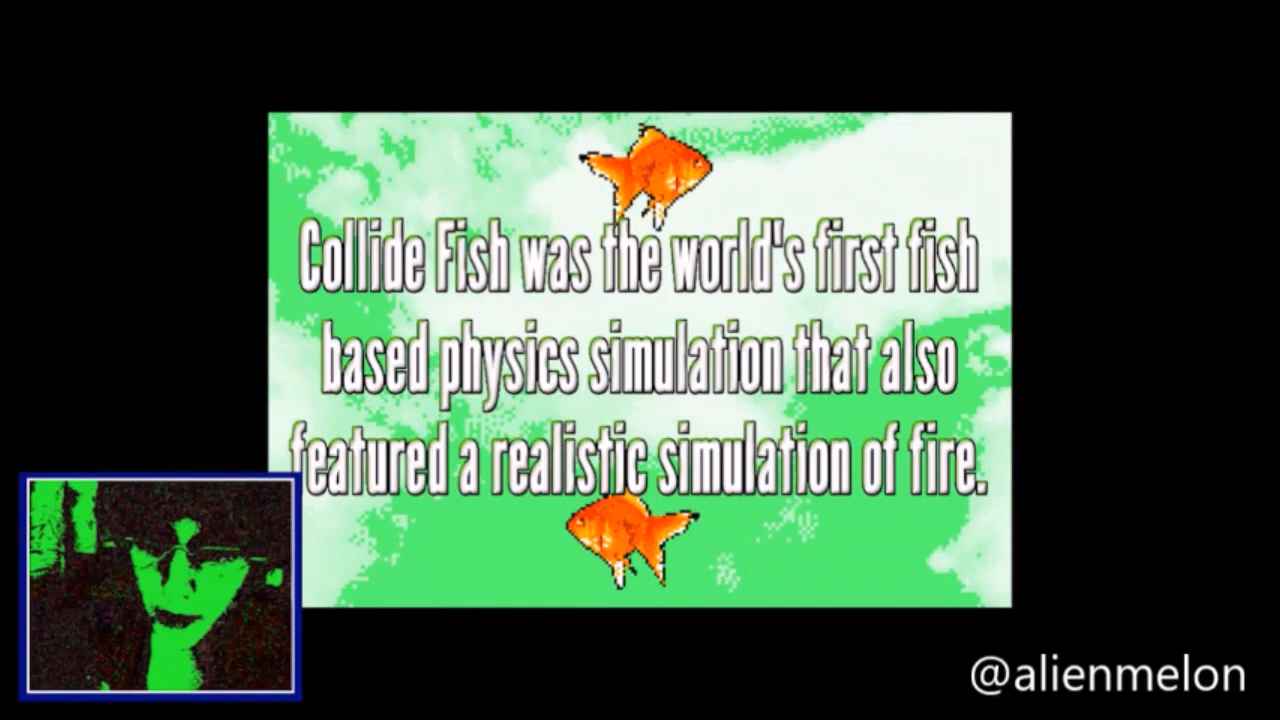 Collide Fish was the world's first fish
based physics simulation that also
featured a realistic simulation of fire.
@alienmelon